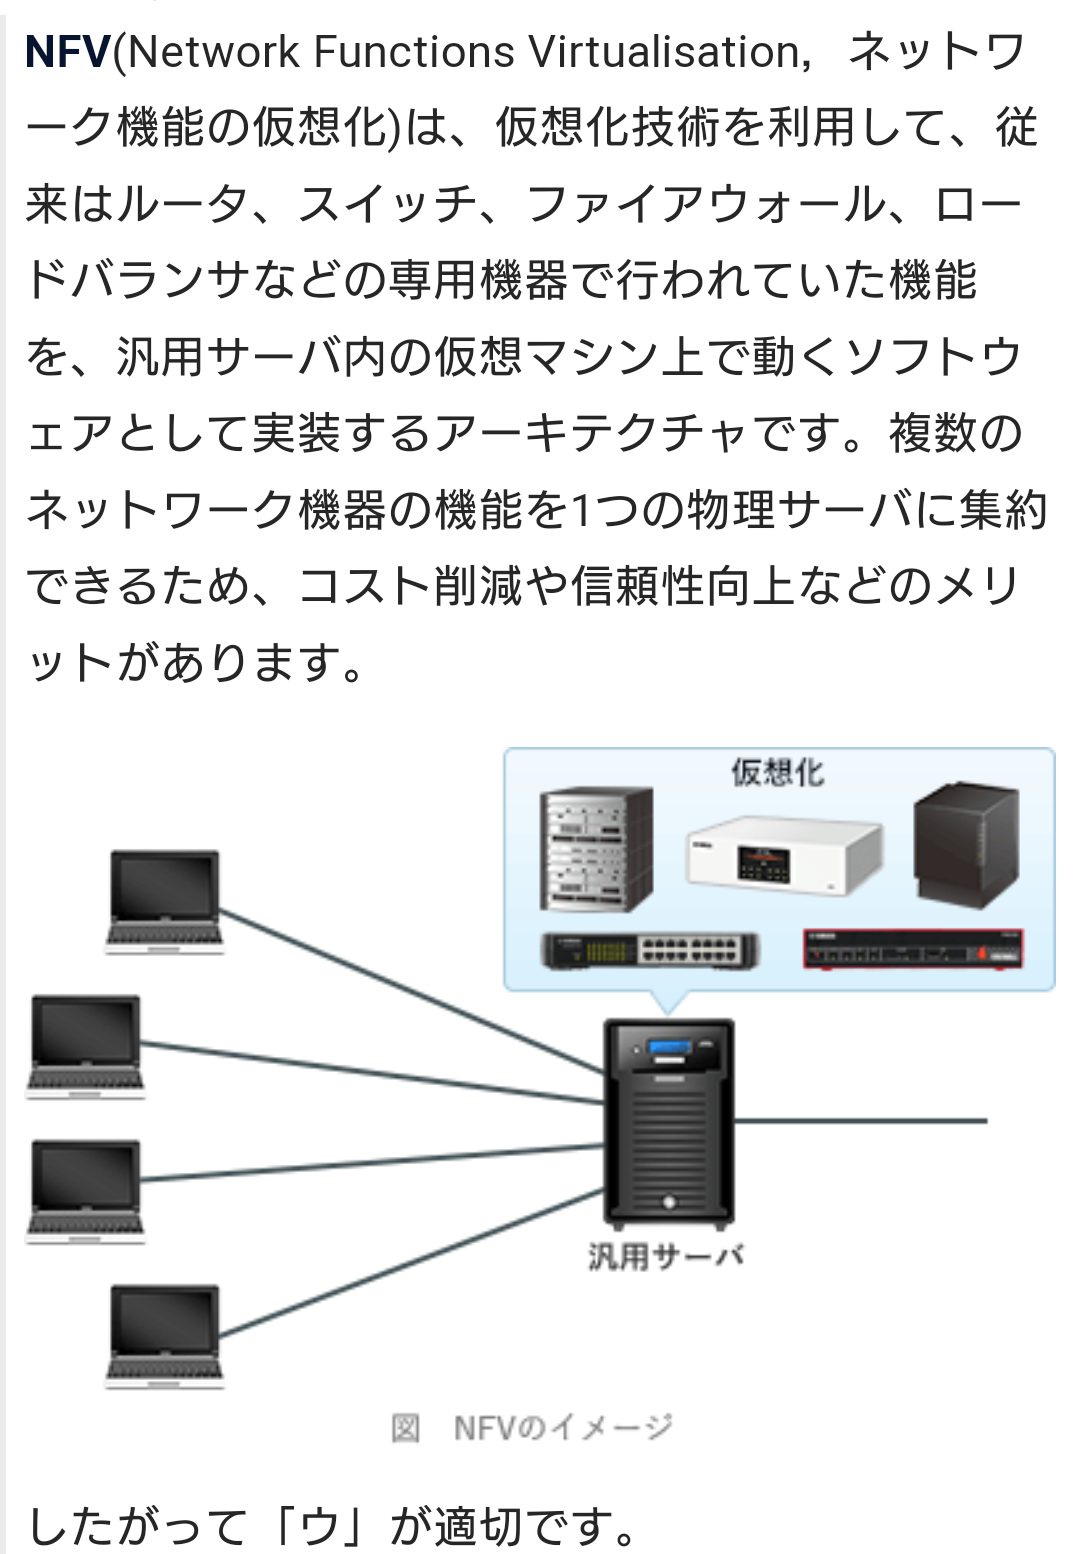 NFV(Network Functions Virtualisation，ネットワ
ーク機能の仮想化)は、仮想化技術を利用して、従
来はルータ、スイッチ、ファイアウォール、ロー
ドバランサなどの専用機器で行われていた機能
を、汎用サーバ内の仮想マシン上で動くソフトウ
ェアとして実装するアーキテクチャです。複数の
ネットワーク機器の機能を1つの物理サーバに集約
できるため、コスト削減や信頼性向上などのメリ
ットがあります。
仮想化
汎用サーバ
図　NFVのイメージ
したがって「ウ」が適切です。